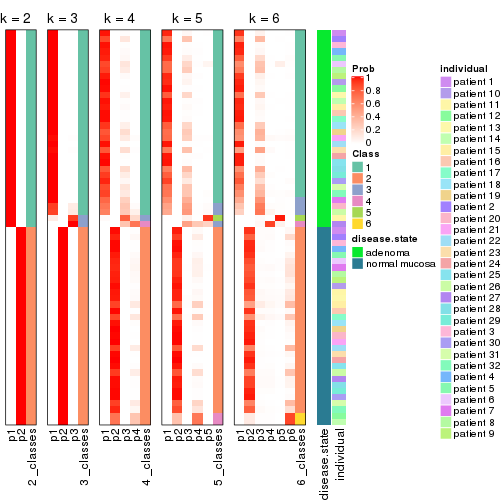 k = 2
k = 3
k = 4
k = 5
k = 6
p1
p2
2_classes
p1
p2
p3
3_classes
p1
p2
p3
p4
4_classes
p1
p2
p3
p4
p5
5_classes
p1
p2
p3
p4
p5
p6
6_classes
disease.state
individual
Prob
1
0.8
0.6
0.4
0.2
0
Class
1
2
3
4
5
6
disease.state
adenoma
normal mucosa
individual
patient 1
patient 10
patient 11
patient 12
patient 13
patient 14
patient 15
patient 16
patient 17
patient 18
patient 19
patient 2
patient 20
patient 21
patient 22
patient 23
patient 24
patient 25
patient 26
patient 27
patient 28
patient 29
patient 3
patient 30
patient 31
patient 32
patient 4
patient 5
patient 6
patient 7
patient 8
patient 9